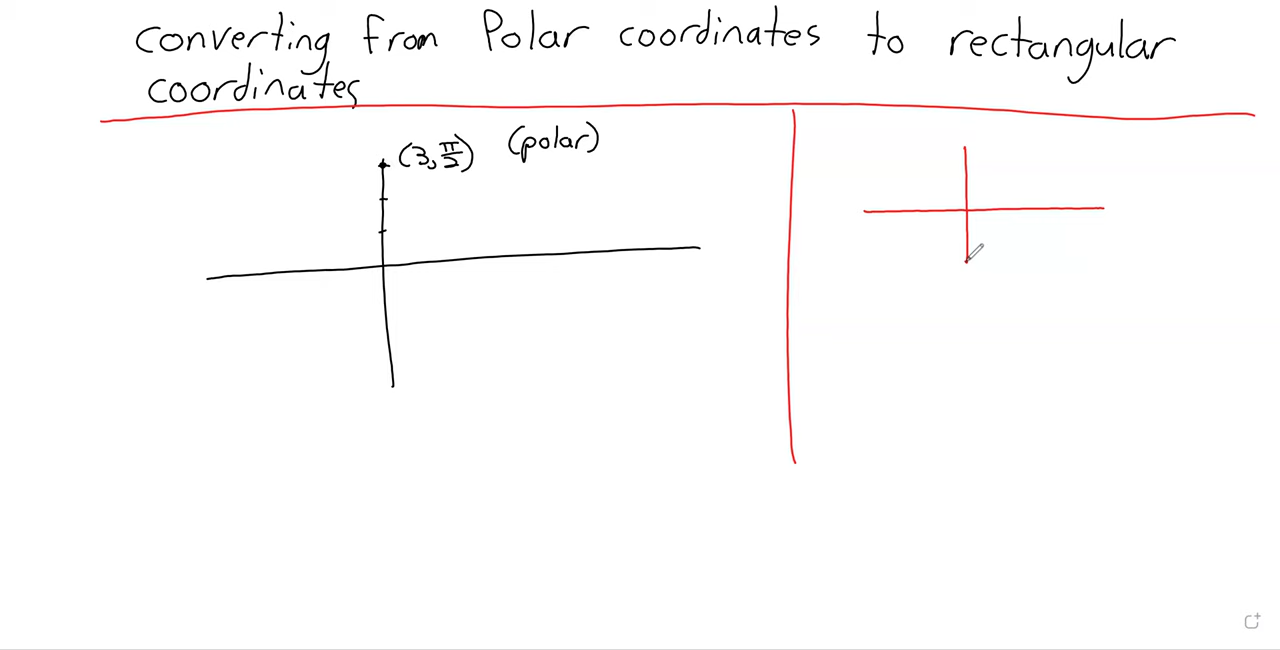 converting from Polar coordinates to rectangular
coordinates
(3, π/2) (polar)